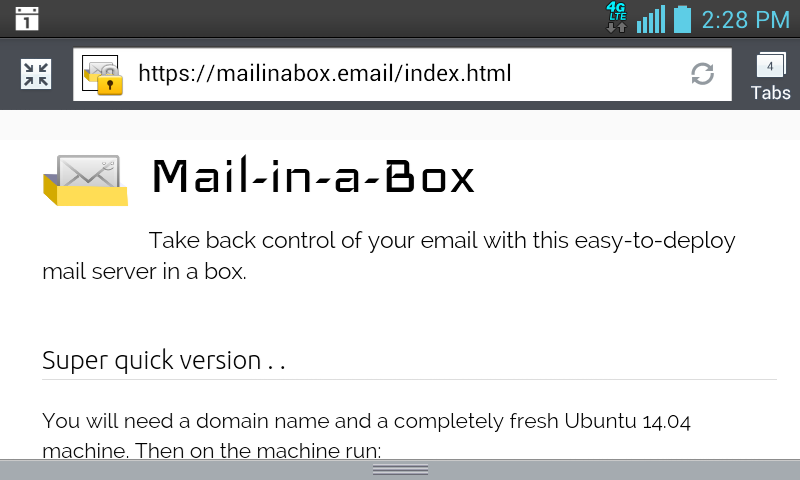 1
4G
LTE
2:28 PM
https://mailinabox.email/index.html
4
Tabs
Mail-in-a-Box
Take back control of your email with this easy-to-deploy
mail server in a box.
Super quick version . .
You will need a domain name and a completely fresh Ubuntu 14.04
machine. Then on the machine run: